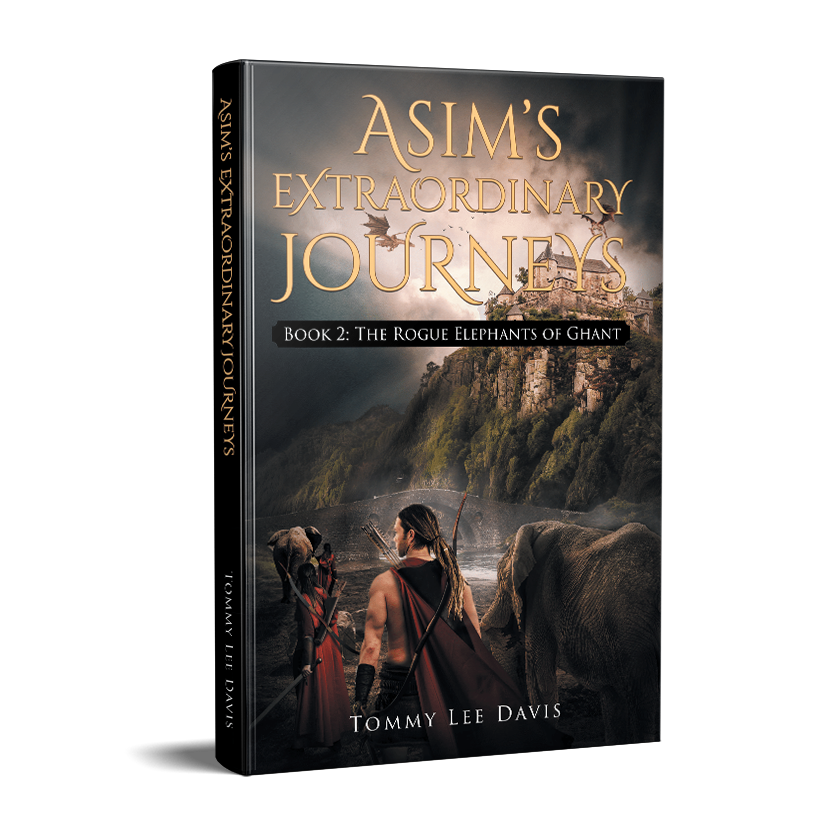 ASIM'S EXTRAORDINARY JOURNEYS
TOMMY LEE DAVIS
ASIM'S
EXTRAORDINARY
JOURNEYS
BOOK 2: THE ROGUE ELEPHANTS OF GHANT
TOMMY LEE DAVIS